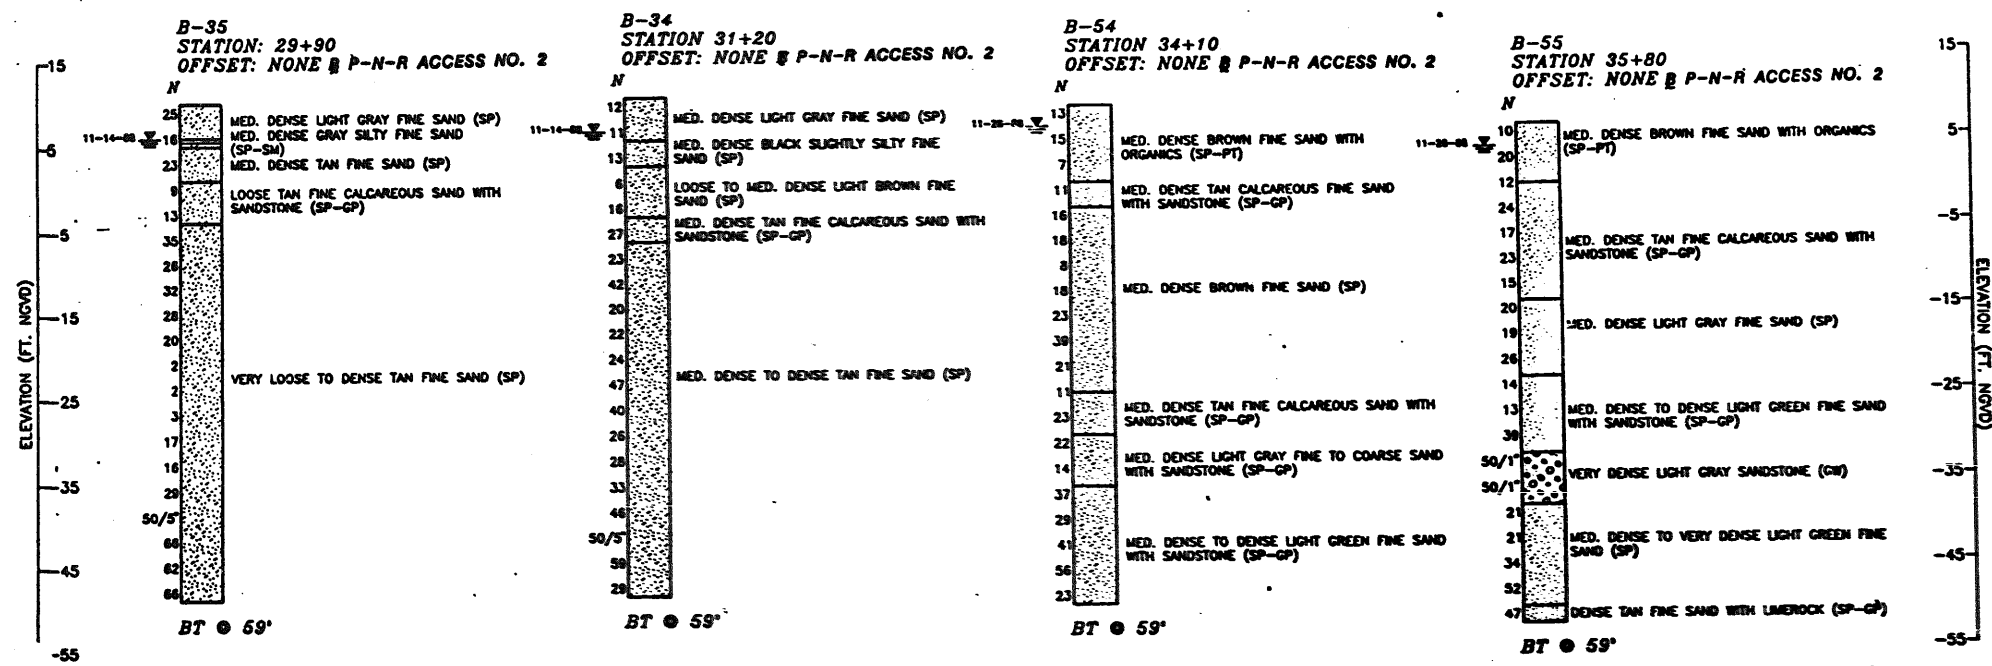 B-35
STATION: 29+90
OFFSET: NONE ⅊ P-N-R ACCESS NO. 2
N
25
16
23
9
13
35
26
32
28
20
2
2
3
17
16
29
50/5"
66
62
66
MED. DENSE LIGHT GRAY FINE SAND (SP)
MED. DENSE GRAY SILTY FINE SAND
(SP-SM)
MED. DENSE TAN FINE SAND (SP)
LOOSE TAN FINE CALCAREOUS SAND WITH
SANDSTONE (SP-GP)
VERY LOOSE TO DENSE TAN FINE SAND (SP)
BT @ 59'
B-34
STATION 31+20
OFFSET: NONE P-N-R ACCESS NO. 2
N
12
11
13
6
16
27
23
42
20
22
24
47
40
26
28
33
46
50/5"
59
29
MED. DENSE LIGHT GRAY FINE SAND (SP)
MED. DENSE BLACK SLIGHTLY SILTY FINE
SAND (SP)
LOOSE TO MED. DENSE LIGHT BROWN FINE
SAND (SP)
MED. DENSE TAN FINE CALCAREOUS SAND WITH
SANDSTONE (SP-GP)
MED. DENSE TO DENSE TAN FINE SAND (SP)
BT @ 59'
B-54
STATION 34+10
OFFSET: NONE P-N-R ACCESS NO. 2
13
15
7
11
16
18
8
18
23
39
21
11
23
22
14
37
29
41
56
23
MED. DENSE BROWN FINE SAND WITH
ORGANICS (SP-PT)
MED. DENSE TAN CALCAREOUS FINE SAND
WITH SANDSTONE (SP-GP)
MED. DENSE BROWN FINE SAND (SP)
MED. DENSE TAN FINE CALCAREOUS SAND WITH
SANDSTONE (SP-GP)
MED. DENSE LIGHT GRAY FINE TO COARSE SAND
WITH SANDSTONE (SP-GP)
MED. DENSE TO DENSE LIGHT GREEN FINE SAND
WITH SANDSTONE (SP-GP)
BT @ 59'
N
B-55
STATION 35+80
OFFSET: NONE P-N-R ACCESS NO. 2
N
10
20
12
24
17
23
15
20
19
26
14
13
39
50/1"
50/1"
21
21
34
52
47
MED. DENSE BROWN FINE SAND WITH ORGANICS
(SP-PT)
MED. DENSE TAN FINE CALCAREOUS SAND WITH
SANDSTONE (SP-GP)
MED. DENSE LIGHT GRAY FINE SAND (SP)
MED. DENSE TO DENSE LIGHT GREEN FINE SAND
WITH SANDSTONE (SP-GP)
VERY DENSE LIGHT GRAY SANDSTONE (GW)
MED. DENSE TO VERY DENSE LIGHT GREEN FINE
SAND (SP)
DENSE TAN FINE SAND WITH LIMEROCK (SP-GP)
BT @ 59'
ELEVATION (FT. NGVD)
15
-5
-15
-25
-35
-45
-55
ELEVATION (FT. NGVD)
15
5
-5
-15
-25
-35
-45
-55